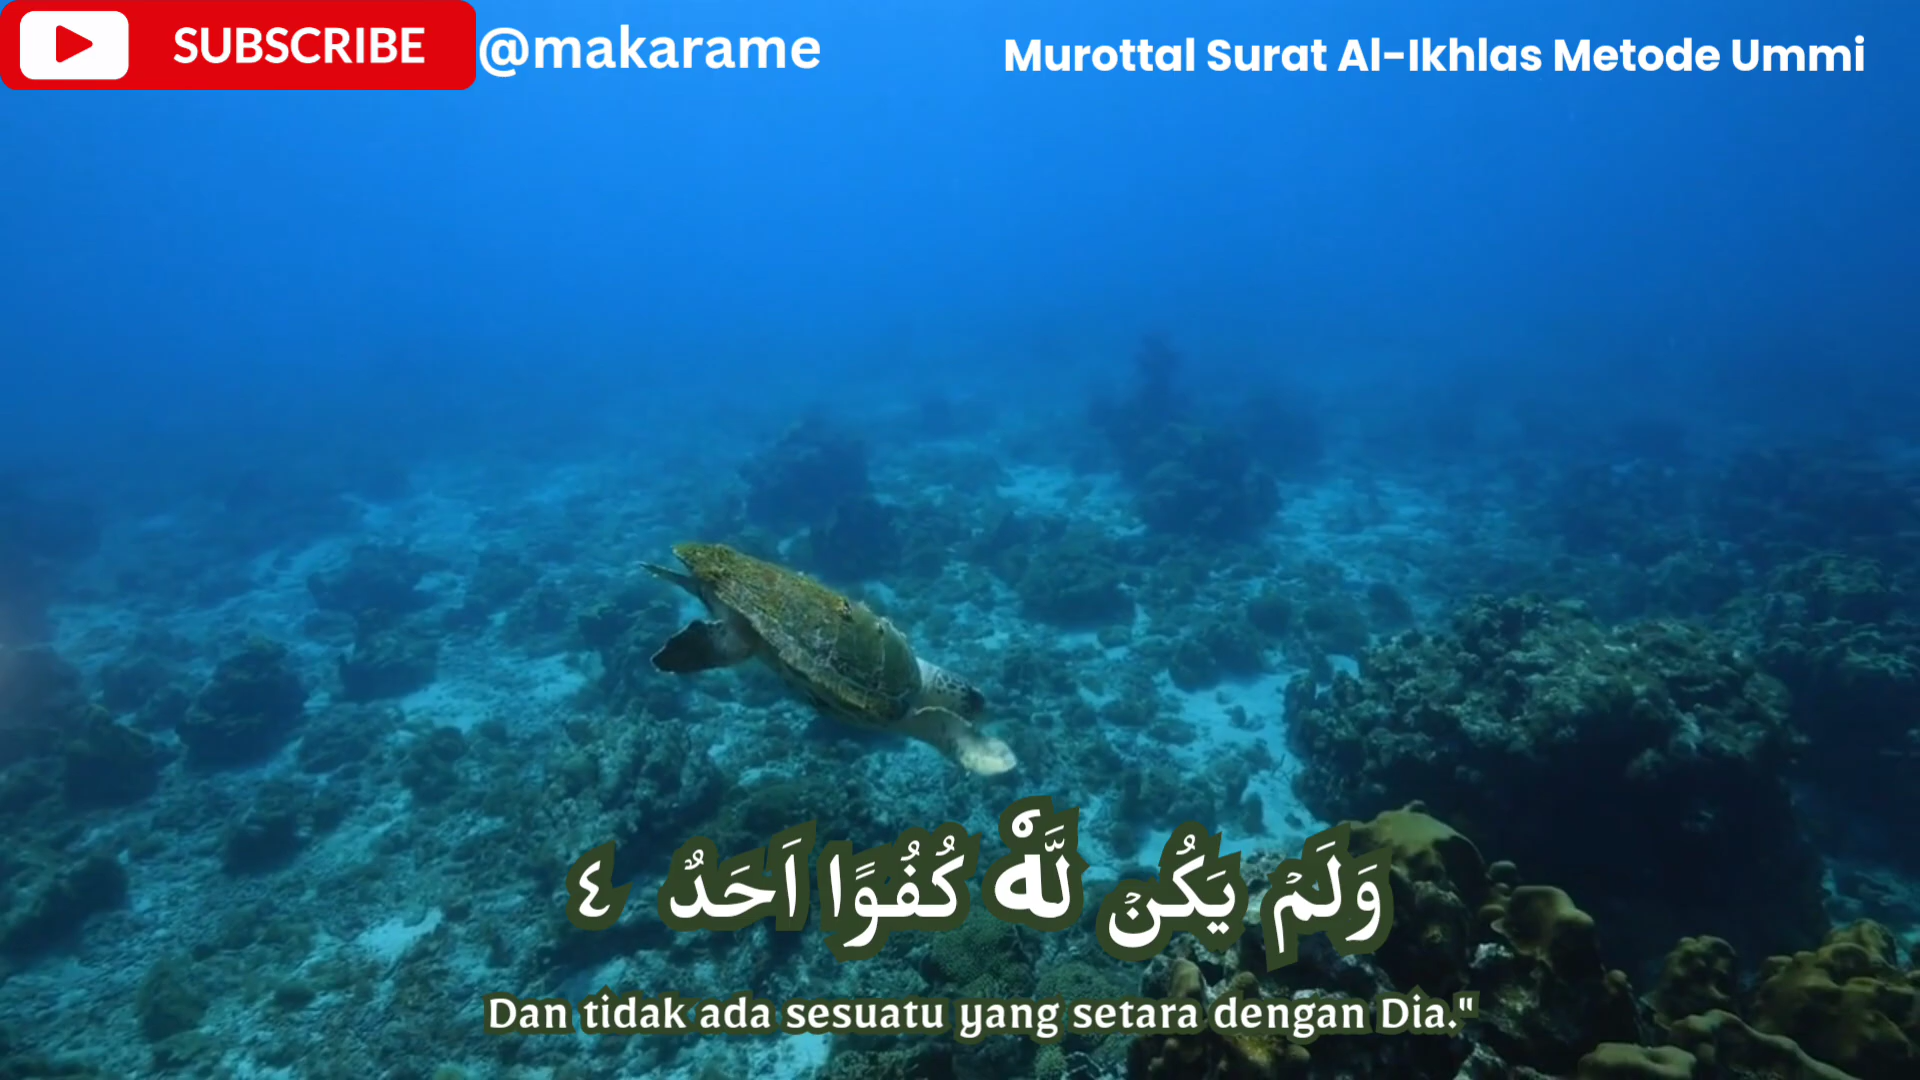 SUBSCRIBE @makarame
Murottal Surat Al-Ikhlas Metode Ummi
وَلَمْ يَكُنْ لَّهٗ كُفُوًا اَحَدٌ ٤
Dan tidak ada sesuatu yang setara dengan Dia."